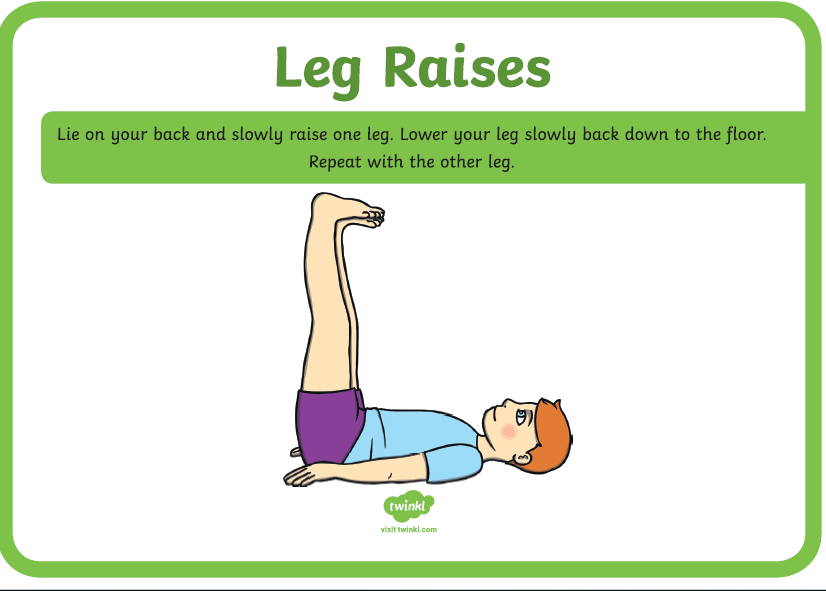 Leg Raises
Lie on your back and slowly raise one leg. Lower your leg slowly back down to the floor.
Repeat with the other leg.
twinkl
visit twinkl.com